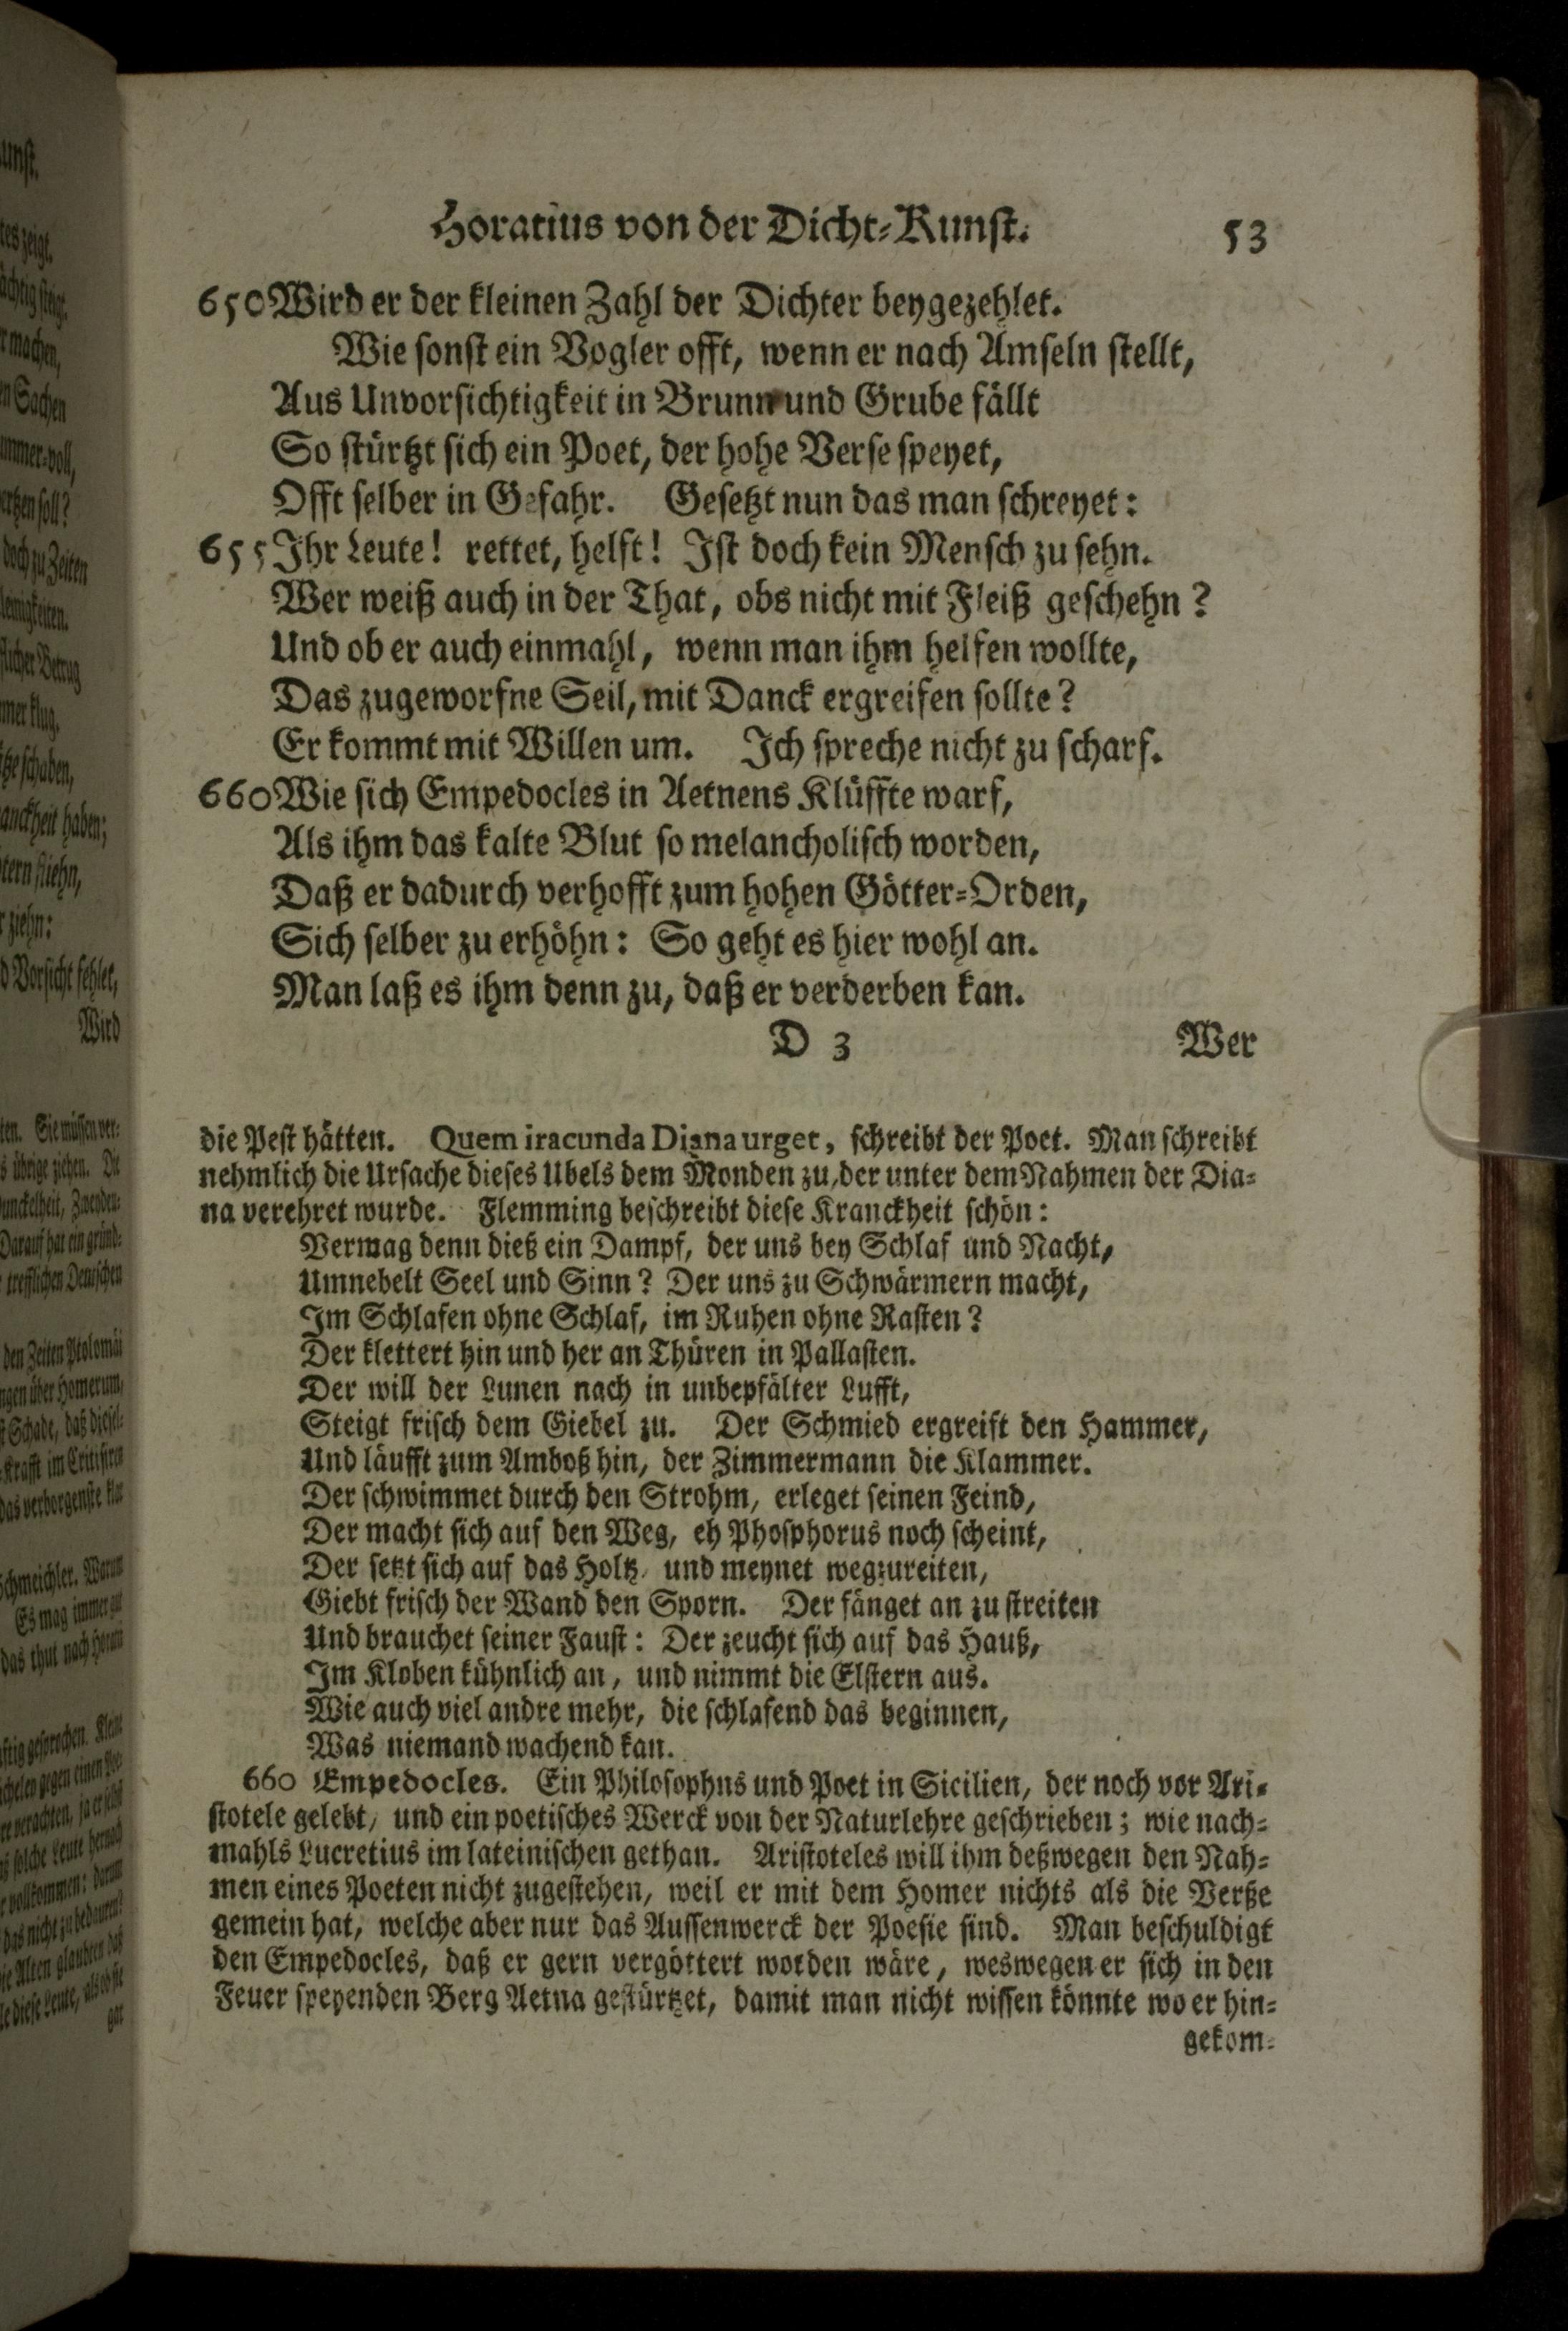 Horatius von der Dicht-Kunst. 53
650 Wird er der kleinen Zahl der Dichter beygezehlet.
Wie sonst ein Vogler offt, wenn er nach Amseln stellt,
Aus Unvorsichtigkeit in Brunn und Grube fällt
So stürtzt sich ein Poet, der hohe Verse speyet,
Offt selber in Gefahr. Gesetzt nun das man schreyet:
655 Ihr Leute! rettet, helft! Ist doch kein Mensch zu sehn.
Wer weiß auch in der That, obs nicht mit Fleiß geschehn?
Und ob er auch einmahl, wenn man ihm helfen wollte,
Das zugeworfne Seil, mit Danck ergreifen sollte?
Er kommt mit Willen um. Ich spreche nicht zu scharf.
660 Wie sich Empedocles in Aetnens Klüffte warf,
Als ihm das kalte Blut so melancholisch worden,
Daß er dadurch verhofft zum hohen Götter-Orden,
Sich selber zu erhöhn: So geht es hier wohl an.
Man laß es ihm denn zu, daß er verderben kan.
D 3 Wer
die Pest hätten. Quem iracunda Diana urget, schreibt der Poet. Man schreibt
nehmlich die Ursache dieses Ubels dem Monden zu, der unter dem Nahmen der Dia-
na verehret wurde. Flemming beschreibt diese Kranckheit schön:
Vermag denn dieß ein Dampf, der uns bey Schlaf und Nacht,
Umnebelt Seel und Sinn? Der uns zu Schwärmern macht,
Im Schlafen ohne Schlaf, im Ruhen ohne Rasten?
Der klettert hin und her an Thüren in Pallasten.
Der will der Lunen nach in unbepfälter Lufft,
Steigt frisch dem Giebel zu. Der Schmied ergreift den Hammer,
Und läufft zum Amboß hin, der Zimmermann die Klammer.
Der schwimmet durch den Strohm, erleget seinen Feind,
Der macht sich auf den Weg, eh Phosphorus noch scheint,
Der setzt sich auf das Holtz, und meynet wegzureiten,
Giebt frisch der Wand den Sporn. Der fänget an zu streiten
Und brauchet seiner Faust: Der zeucht sich auf das Hauß,
Im Kloben kühnlich an, und nimmt die Elstern aus.
Wie auch viel andre mehr, die schlafend das beginnen,
Was niemand wachend kan.
660 Empedocles. Ein Philosophus und Poet in Sicilien, der noch vor Ari-
stotele gelebt, und ein poetisches Werck von der Naturlehre geschrieben; wie nach-
mahls Lucretius im lateinischen gethan. Aristoteles will ihm deßwegen den Nah-
men eines Poeten nicht zugestehen, weil er mit dem Homer nichts als die Verße
gemein hat, welche aber nur das Aussenwerck der Poesie sind. Man beschuldigt
den Empedocles, daß er gern vergöttert worden wäre, weswegen er sich in den
Feuer speyenden Berg Aetna gestürtzet, damit man nicht wissen könnte wo er hin-
gekom-